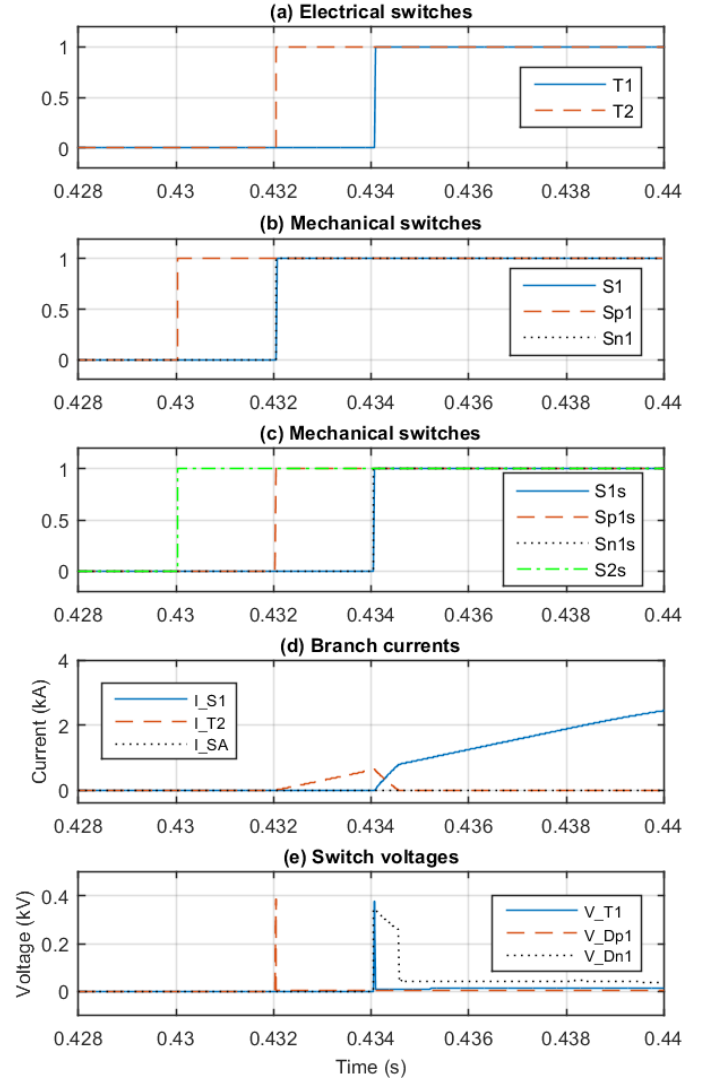 (a) Electrical switches
1
0.5
0
T1
T2
0.428 0.43 0.432 0.434 0.436 0.438 0.44
(b) Mechanical switches
1
0.5
0
S1
Sp1
Sn1
0.428 0.43 0.432 0.434 0.436 0.438 0.44
(c) Mechanical switches
1
0.5
0
S1s
Sp1s
Sn1s
S2s
0.428 0.43 0.432 0.434 0.436 0.438 0.44
(d) Branch currents
Current (kA)
4
2
0
I_S1
I_T2
I_SA
0.428 0.43 0.432 0.434 0.436 0.438 0.44
(e) Switch voltages
Voltage (kV)
0.4
0.2
0
V_T1
V_Dp1
V_Dn1
0.428 0.43 0.432 0.434 0.436 0.438 0.44
Time (s)